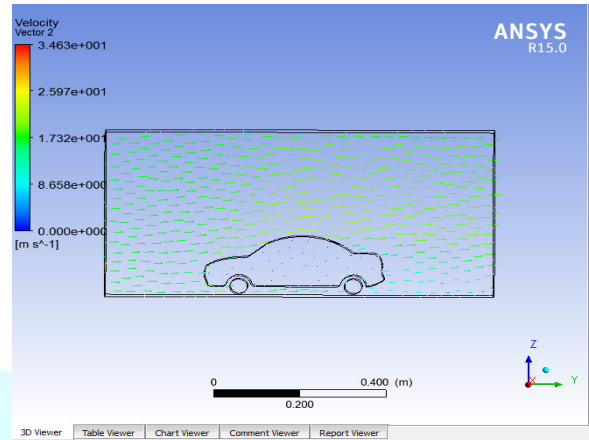 Velocity
Vector 2
3.463e+001
2.597e+001
1.732e+001
8.658e+000
0.000e+000
[m s^-1]
ANSYS
R15.0
0 0.400 (m)
0.200
Z
Y
X
3D Viewer Table Viewer Chart Viewer Comment Viewer Report Viewer